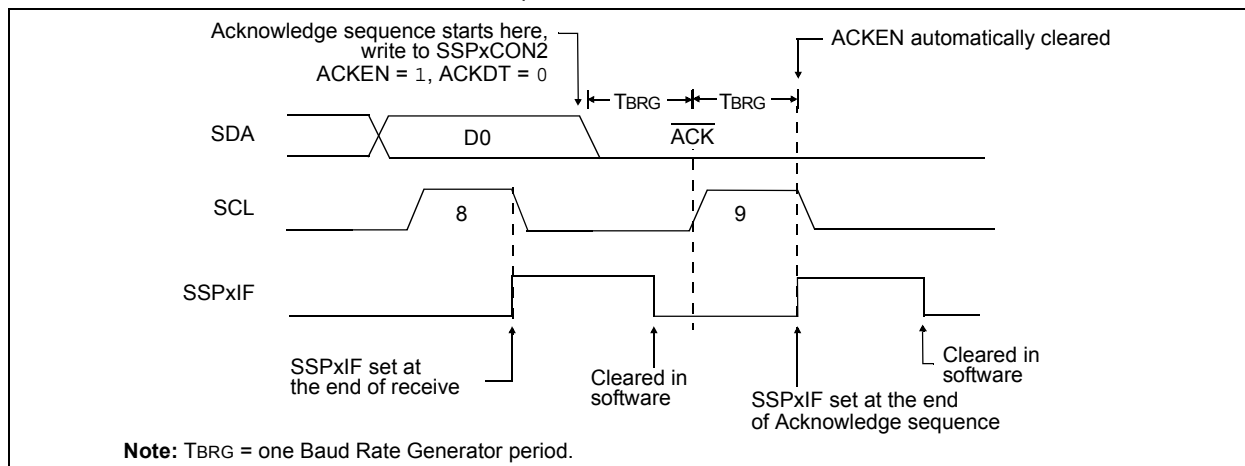 Acknowledge sequence starts here,
write to SSPxCON2
ACKEN = 1, ACKDT = 0
ACKEN automatically cleared
TBRG
TBRG
SDA
D0
ACK
SCL
8
9
SSPxIF
SSPxIF set at
the end of receive
Cleared in
software
SSPxIF set at the end
of Acknowledge sequence
Cleared in
software
Note: TBRG = one Baud Rate Generator period.